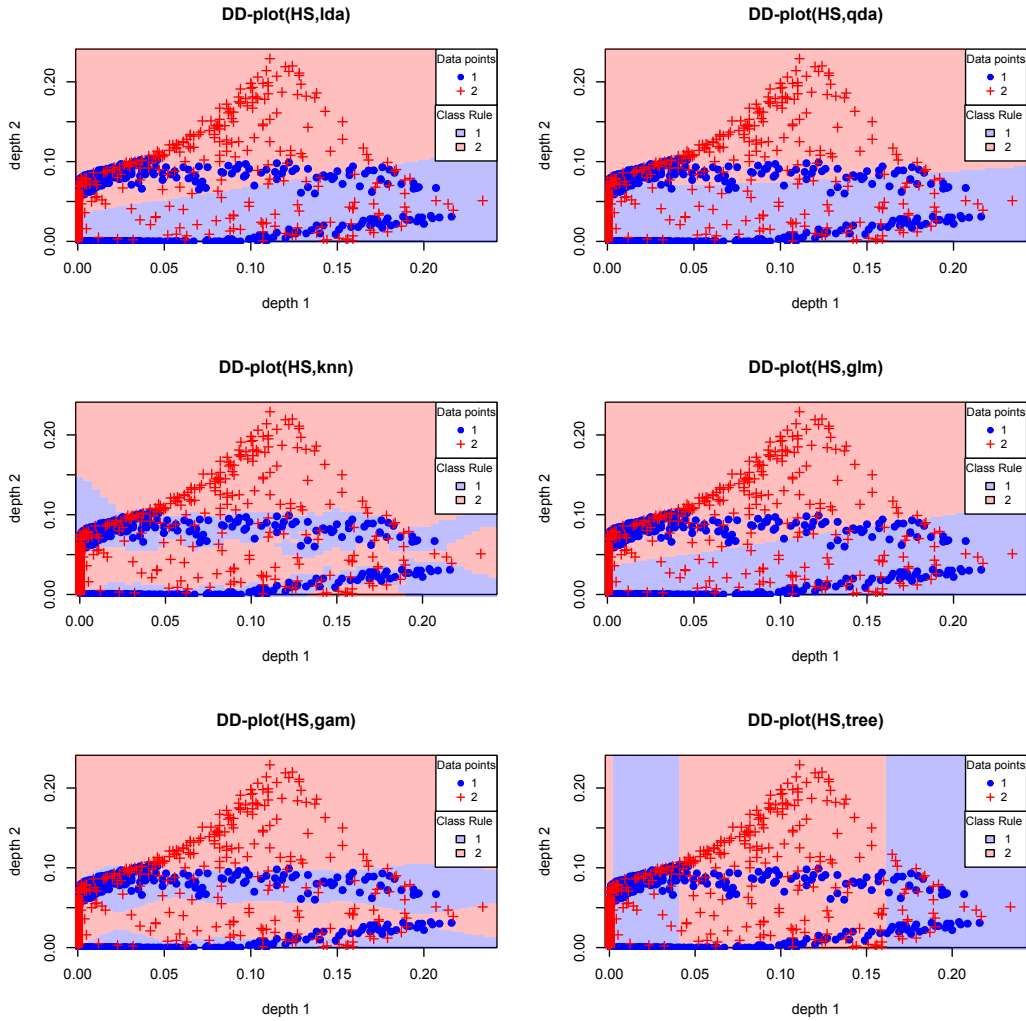 DD-plot(HS,lda)
depth 2
0.00 0.10 0.20
0.00 0.05 0.10 0.15 0.20
depth 1
Data points
1
2
Class Rule
1
2
DD-plot(HS,qda)
depth 2
0.00 0.10 0.20
0.00 0.05 0.10 0.15 0.20
depth 1
Data points
1
2
Class Rule
1
2
DD-plot(HS,knn)
depth 2
0.00 0.10 0.20
0.00 0.05 0.10 0.15 0.20
depth 1
Data points
1
2
Class Rule
1
2
DD-plot(HS,glm)
depth 2
0.00 0.10 0.20
0.00 0.05 0.10 0.15 0.20
depth 1
Data points
1
2
Class Rule
1
2
DD-plot(HS,gam)
depth 2
0.00 0.10 0.20
0.00 0.05 0.10 0.15 0.20
depth 1
Data points
1
2
Class Rule
1
2
DD-plot(HS,tree)
depth 2
0.00 0.10 0.20
0.00 0.05 0.10 0.15 0.20
depth 1
Data points
1
2
Class Rule
1
2